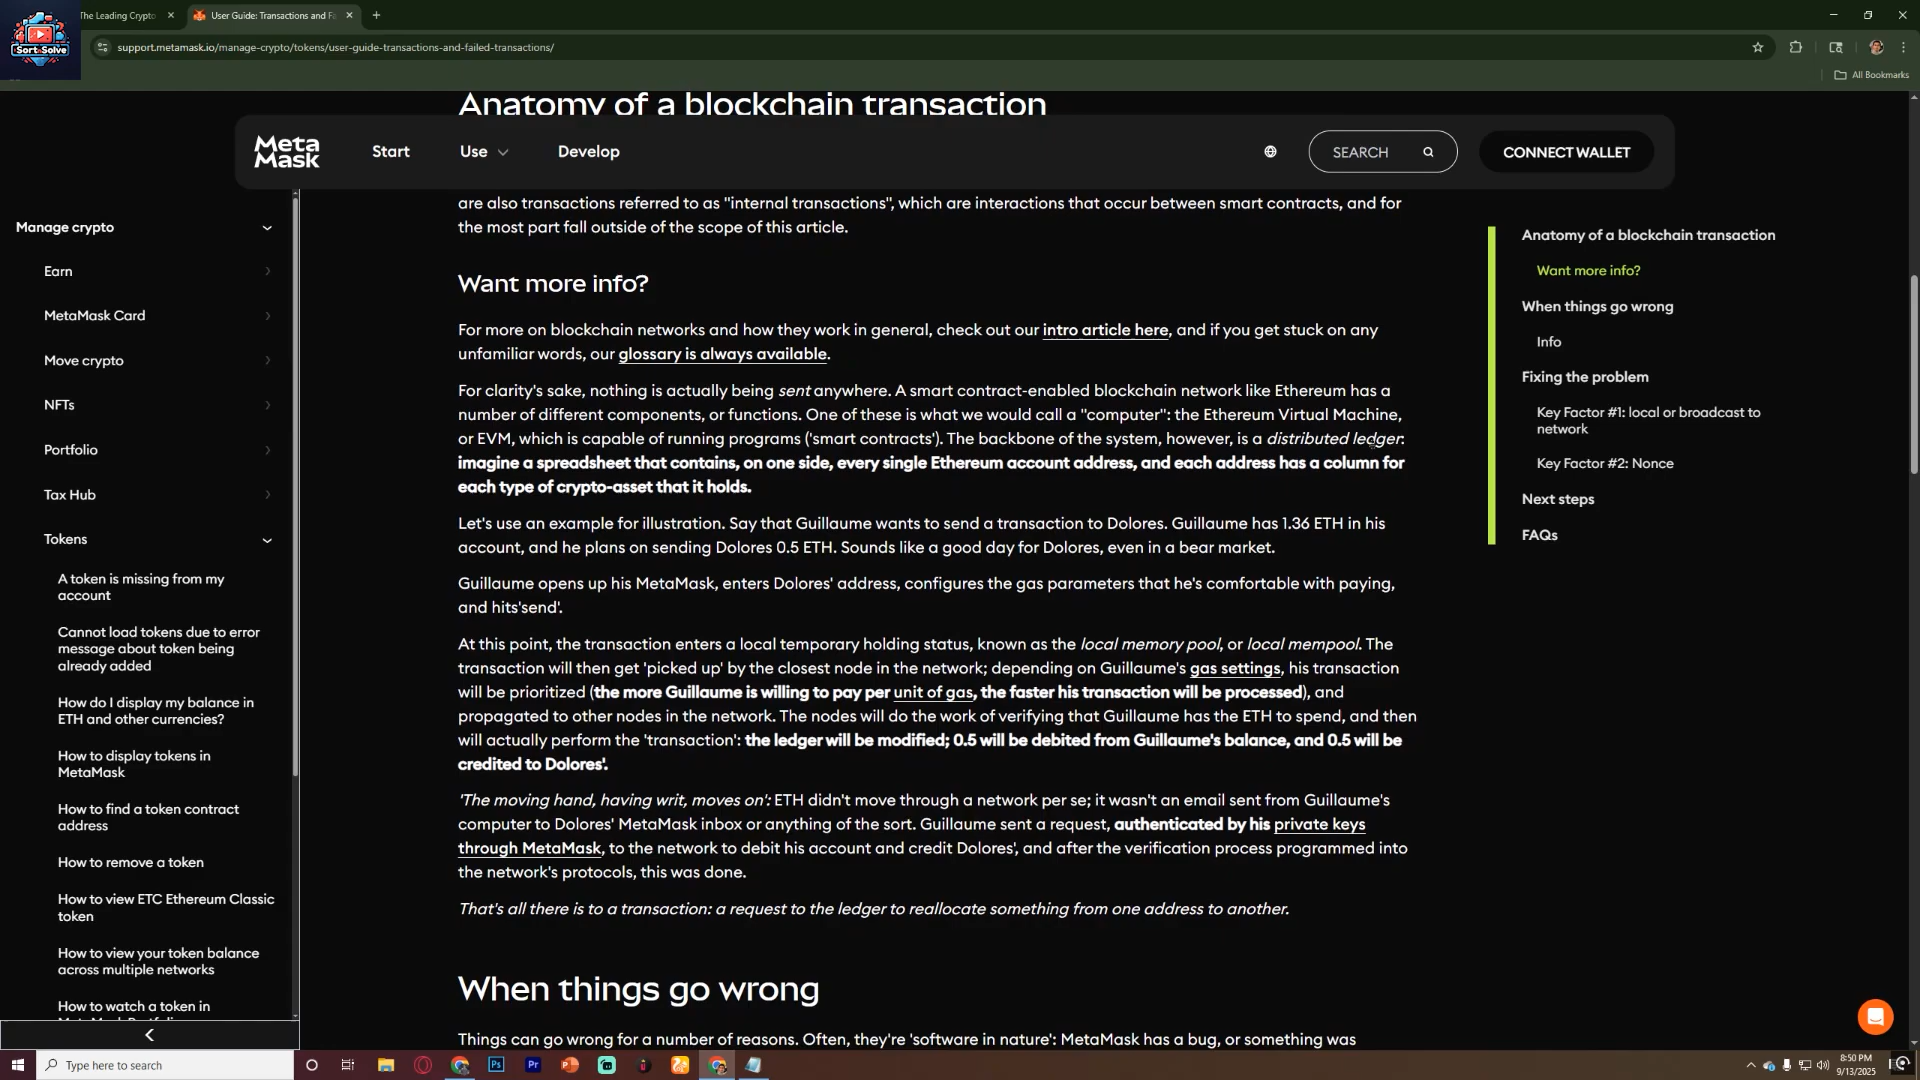 Sort Solve
The Leading Crypto
User Guide: Transactions and F
support.metamask.io/manage-crypto/tokens/user-guide-transactions-and-failed-transactions/
All Bookmarks
Anatomy of a blockchain transaction
Meta
Mask
Start
Use
Develop
SEARCH
CONNECT WALLET
Manage crypto
Earn
MetaMask Card
Move crypto
NFTs
Portfolio
Tax Hub
Tokens
A token is missing from my
account
Cannot load tokens due to error
message about token being
already added
How do I display my balance in
ETH and other currencies?
How to display tokens in
MetaMask
How to find a token contract
address
How to remove a token
How to view ETC Ethereum Classic
token
How to view your token balance
across multiple networks
How to watch a token in
are also transactions referred to as "internal transactions", which are interactions that occur between smart contracts, and for
the most part fall outside of the scope of this article.
Want more info?
For more on blockchain networks and how they work in general, check out our intro article here, and if you get stuck on any
unfamiliar words, our glossary is always available.
For clarity's sake, nothing is actually being sent anywhere. A smart contract-enabled blockchain network like Ethereum has a
number of different components, or functions. One of these is what we would call a "computer": the Ethereum Virtual Machine,
or EVM, which is capable of running programs ('smart contracts'). The backbone of the system, however, is a distributed ledger:
imagine a spreadsheet that contains, on one side, every single Ethereum account address, and each address has a column for
each type of crypto-asset that it holds.
Let's use an example for illustration. Say that Guillaume wants to send a transaction to Dolores. Guillaume has 1.36 ETH in his
account, and he plans on sending Dolores 0.5 ETH. Sounds like a good day for Dolores, even in a bear market.
Guillaume opens up his MetaMask, enters Dolores' address, configures the gas parameters that he's comfortable with paying,
and hits'send'.
At this point, the transaction enters a local temporary holding status, known as the local memory pool, or local mempool. The
transaction will then get 'picked up' by the closest node in the network; depending on Guillaume's gas settings, his transaction
will be prioritized (the more Guillaume is willing to pay per unit of gas, the faster his transaction will be processed), and
propagated to other nodes in the network. The nodes will do the work of verifying that Guillaume has the ETH to spend, and then
will actually perform the 'transaction': the ledger will be modified; 0.5 will be debited from Guillaume's balance, and 0.5 will be
credited to Dolores'.
'The moving hand, having writ, moves on': ETH didn't move through a network per se; it wasn't an email sent from Guillaume's
computer to Dolores' MetaMask inbox or anything of the sort. Guillaume sent a request, authenticated by his private keys
through MetaMask, to the network to debit his account and credit Dolores', and after the verification process programmed into
the network's protocols, this was done.
That's all there is to a transaction: a request to the ledger to reallocate something from one address to another.
When things go wrong
Things can go wrong for a number of reasons. Often, they're 'software in nature': MetaMask has a bug, or something was
Anatomy of a blockchain transaction
Want more info?
When things go wrong
Info
Fixing the problem
Key Factor #1: local or broadcast to
network
Key Factor #2: Nonce
Next steps
FAQs
Type here to search
8:50 PM
9/13/2025